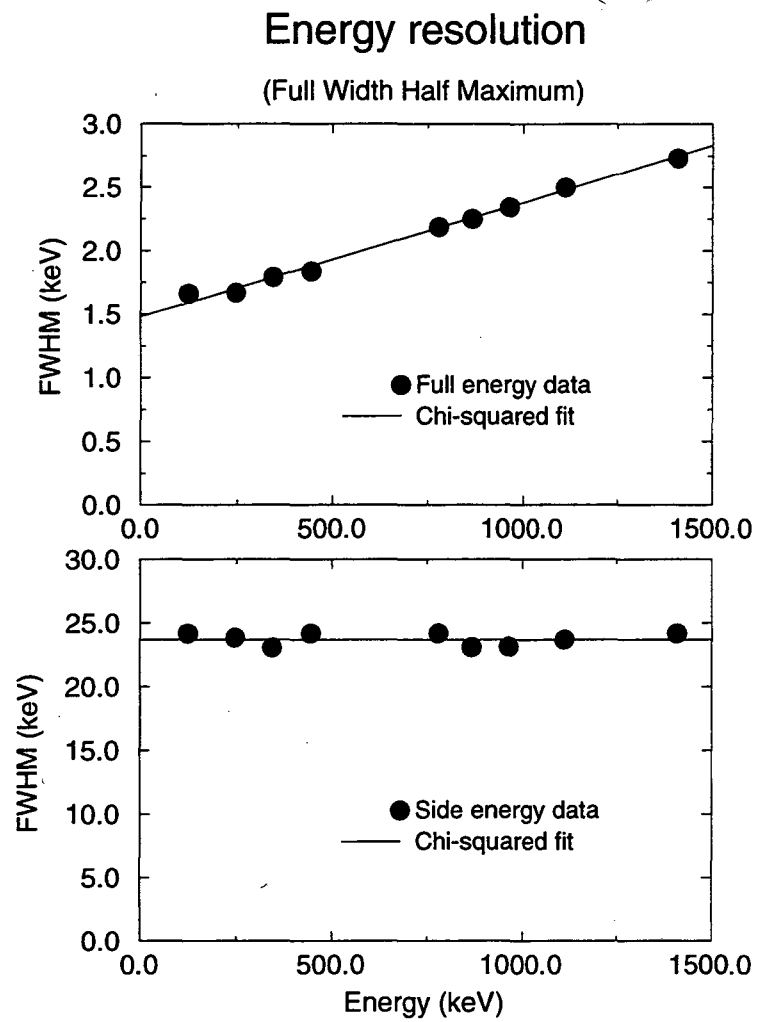 Energy resolution
(Full Width Half Maximum)
3.0
2.5
2.0
1.5
1.0
0.5
0.0
FWHM (keV)
Full energy data
Chi-squared fit
0.0 500.0 1000.0 1500.0
30.0
25.0
20.0
15.0
10.0
5.0
0.0
FWHM (keV)
Side energy data
Chi-squared fit
0.0 500.0 1000.0 1500.0
Energy (keV)